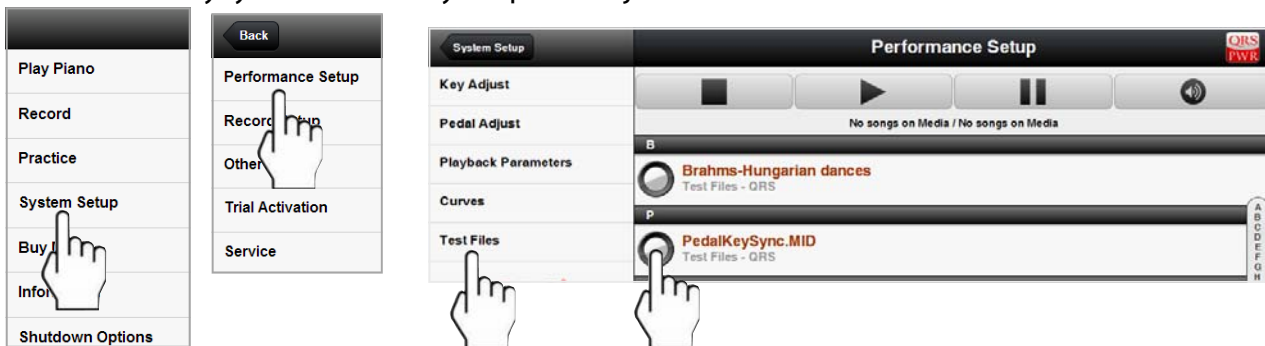 Play Piano
Record
Practice
System Setup
Buy
Shutdown Options
Back
Performance Setup
Other
Trial Activation
Service
System Setup
Performance Setup
QRS
PWR
Key Adjust
Pedal Adjust
Playback Parameters
Curves
Test Files
No songs on Media / No songs on Media
B
Brahms-Hungarian dances
Test Files - QRS
P
PedalKeySync.MID
Test Files - QRS
A
B
C
D
E
F
G
H